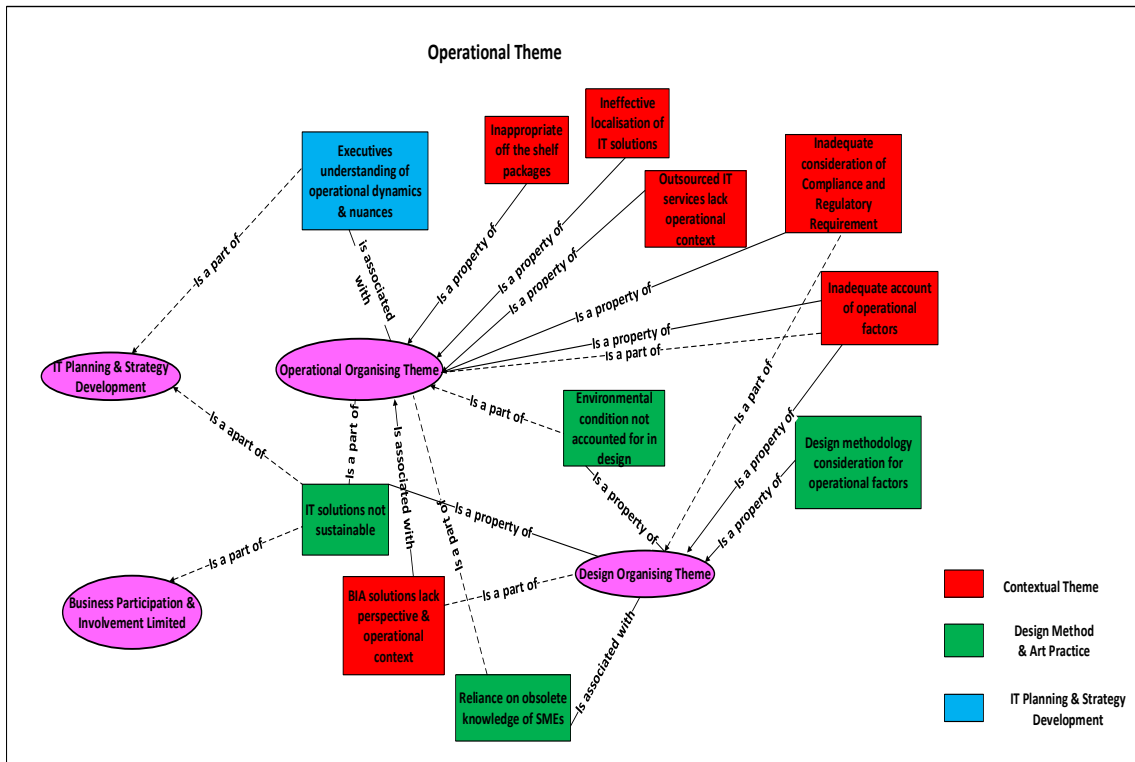 Operational Theme
Executives
understanding of
operational dynamics
& nuances
Inappropriate
off the shelf
packages
Ineffective
localisation of
IT solutions
Outsourced IT
services lack
operational
context
Inadequate
consideration of
Compliance and
Regulatory
Requirement
Inadequate account
of operational
factors
Is a part of
is associated
with
Is a property of
Is a property of
Is a property of
Is a property of
Is a property of
Is a part of
IT Planning & Strategy
Development
Operational Organising Theme
Is a part of
Environmental
condition not
accounted for in
design
Is a part of
Is a property of
Design methodology
consideration for
operational factors
Is a property of
Is a apart of
Is a part of
Is associated with
Is a part of
Is a property of
Is a property of
IT solutions not
sustainable
Is a part of
Design Organising Theme
Is a part of
Business Participation &
Involvement Limited
BIA solutions lack
perspective &
operational
context
Is associated with
Reliance on obsolete
knowledge of SMEs
Contextual Theme
Design Method
& Art Practice
IT Planning & Strategy
Development